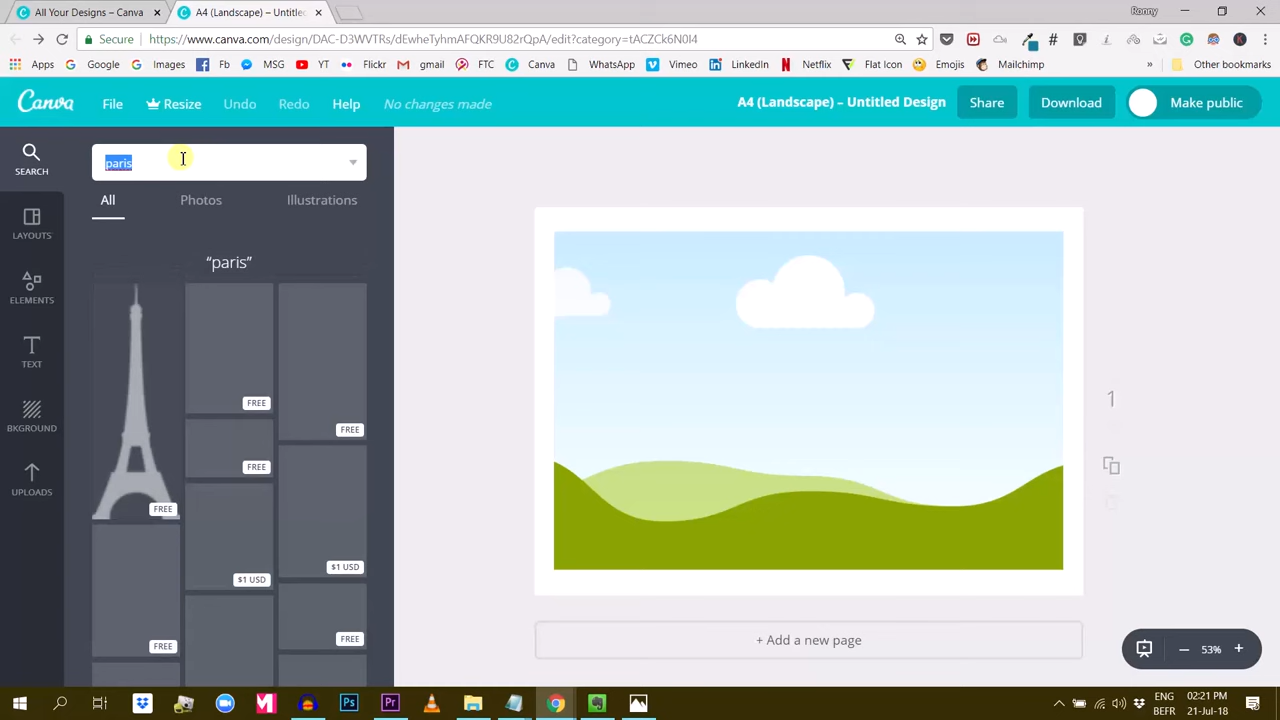 All Your Designs – Canva
A4 (Landscape) – Untitle
Ronny
Secure
https://www.canva.com/design/DAC-D3WVTRs/dEwheTyhmAFQKR9U82rQpA/edit?category=tACZCk6N0I4
Apps
Google
Images
Fb
MSG
YT
Flickr
gmail
FTC
Canva
WhatsApp
Vimeo
LinkedIn
Netflix
Flat Icon
Emojis
Mailchimp
»
Other bookmarks
Canva
File
Resize
Undo
Redo
Help
No changes made
A4 (Landscape) – Untitled Design
Share
Download
Make public
SEARCH
LAYOUTS
ELEMENTS
TEXT
BKGROUND
UPLOADS
paris
All
Photos
Illustrations
“paris”
FREE
FREE
FREE
FREE
$1 USD
$1 USD
FREE
FREE
1
+ Add a new page
53%
ENG
BEFR
02:21 PM
21-Jul-18